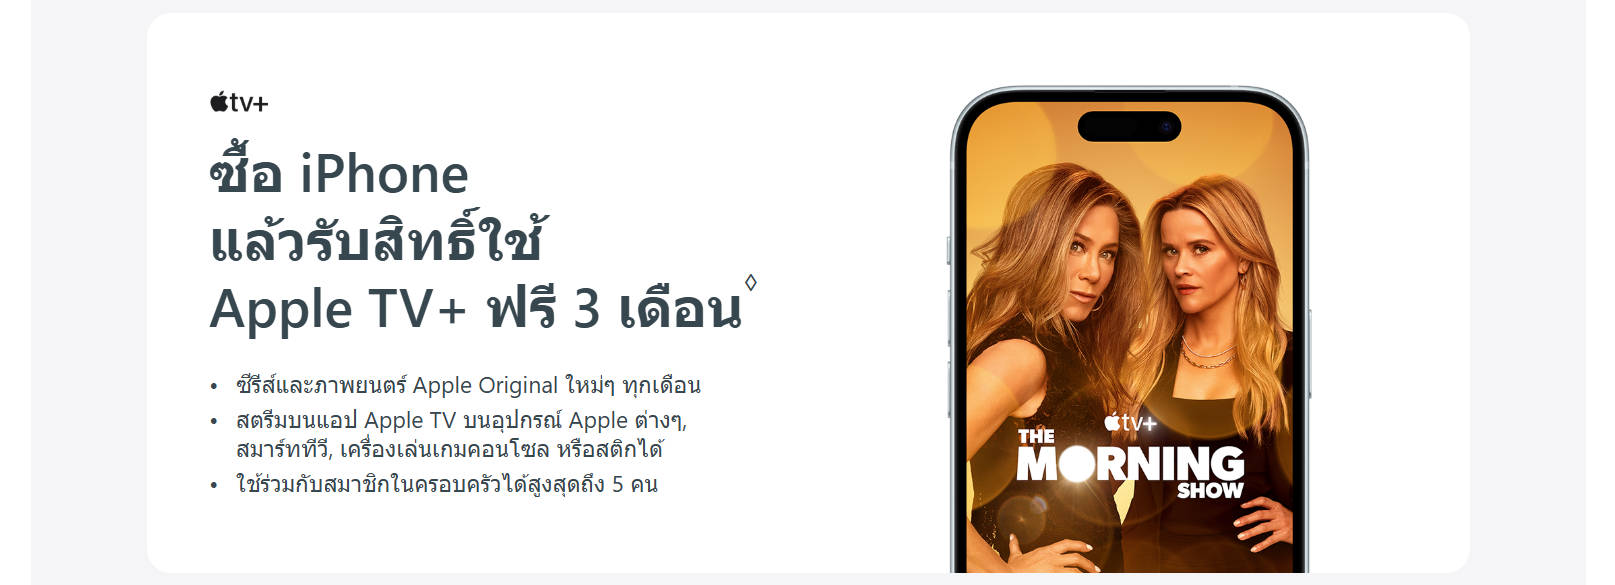 tv+
ซื้อ iPhone
แล้วรับสิทธิ์ใช้
Apple TV+ ฟรี 3 เดือน◊
• ซีรีส์และภาพยนตร์ Apple Original ใหม่ๆ ทุกเดือน
• สตรีมบนแอป Apple TV บนอุปกรณ์ Apple ต่างๆ,
สมาร์ททีวี, เครื่องเล่นเกมคอนโซล หรือสติกได้
• ใช้ร่วมกับสมาชิกในครอบครัวได้สูงสุดถึง 5 คน
tv+
THE
MORNING
SHOW